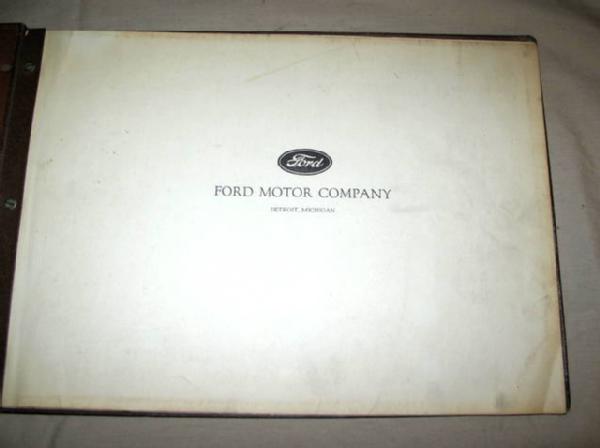 Ford
FORD MOTOR COMPANY
DETROIT, MICHIGAN